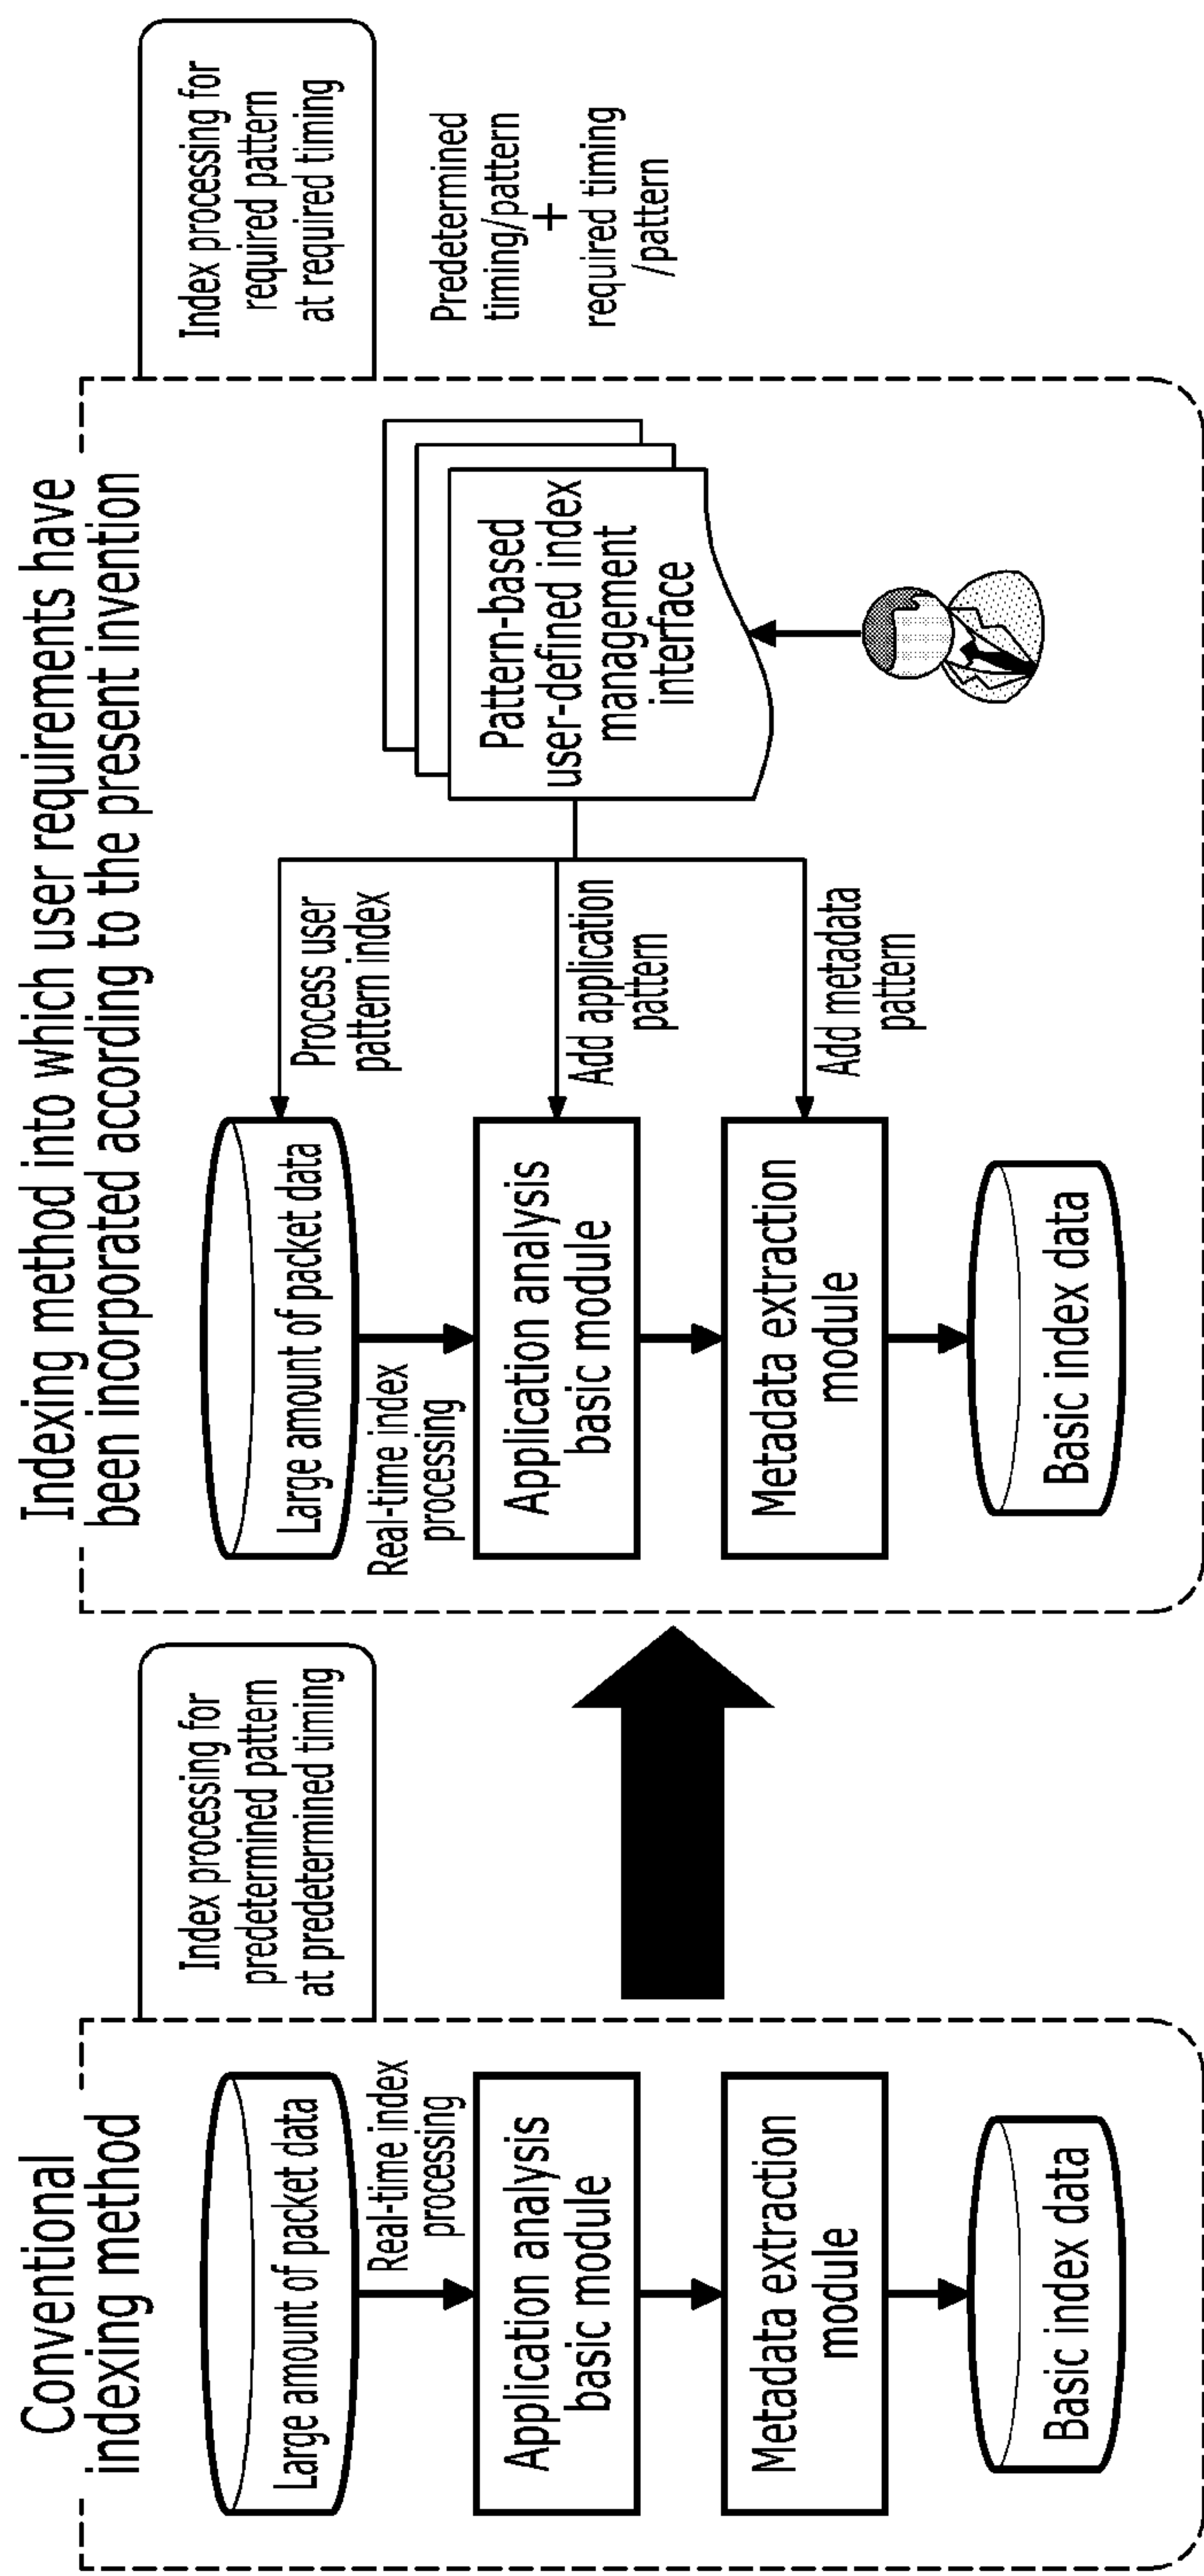 Conventional
indexing method
Large amount of packet data
Real-time index
processing
Application analysis
basic module
Metadata extraction
module
Basic index data
Index processing for
predetermined pattern
at predetermined timing
Indexing method into which user requirements have
been incorporated according to the present invention
Large amount of packet data
Real-time index
processing
Application analysis
basic module
Metadata extraction
module
Basic index data
Process user
pattern index
Add application
pattern
Add metadata
pattern
Pattern-based
user-defined index
management
interface
Index processing for
required pattern
at required timing
Predetermined
timing/pattern
+
required timing
/pattern